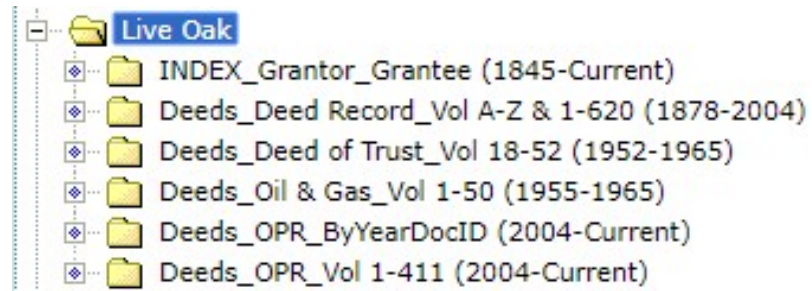 Live Oak
INDEX_Grantor_Grantee (1845-Current)
Deeds_Deed Record_Vol A-Z & 1-620 (1878-2004)
Deeds_Deed of Trust_Vol 18-52 (1952-1965)
Deeds_Oil & Gas_Vol 1-50 (1955-1965)
Deeds_OPR_ByYearDocID (2004-Current)
Deeds_OPR_Vol 1-411 (2004-Current)